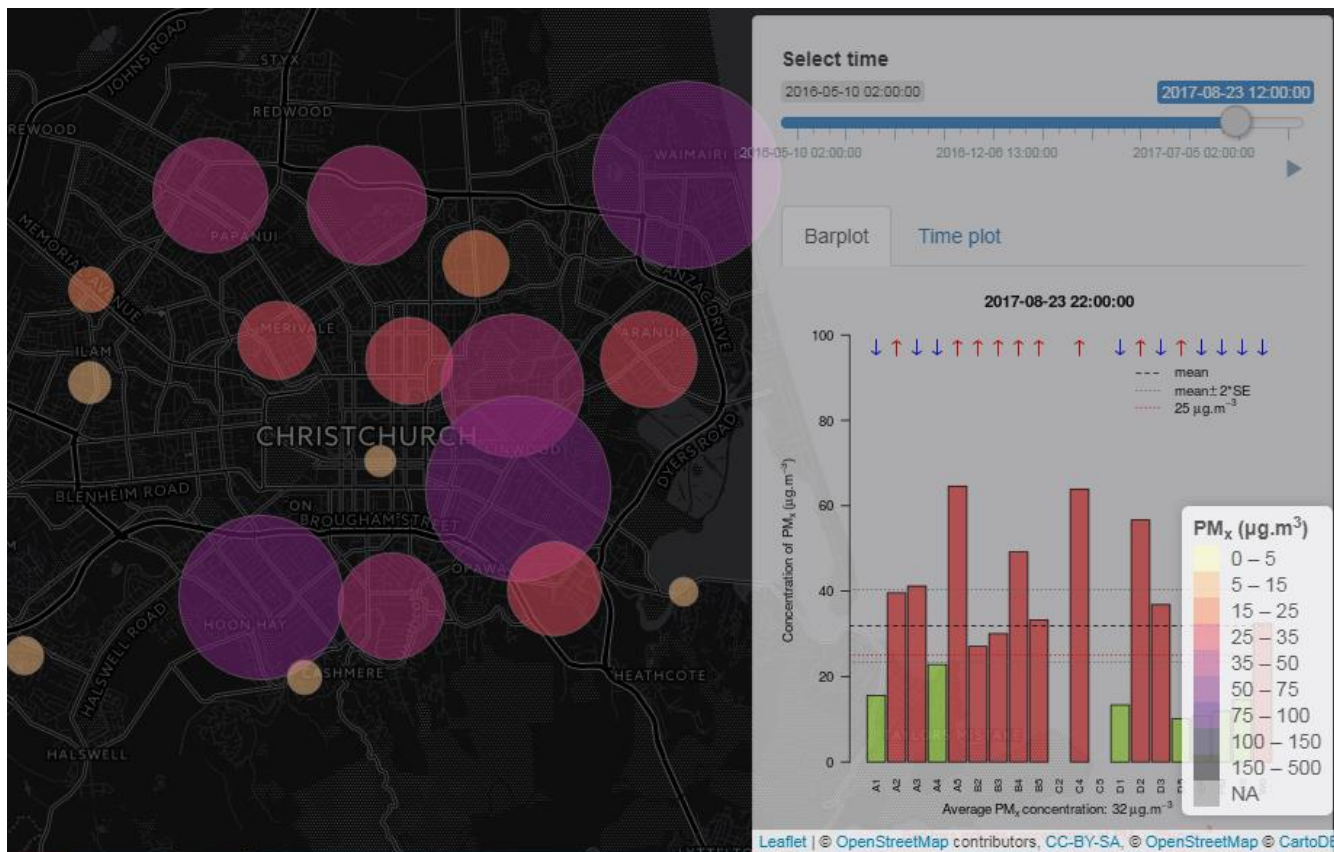 JOHNS ROAD
STYX
REDWOOD
REWOOD
WAIMAIRI B
PAPANUI
MEMORIAL AVENUE
ANZAC DRIVE
MERIVALE
ARANUI
ILAM
CHRISTCHURCH
LINWOOD
DYERS ROAD
BLENHEIM ROAD
ON
BROUGHAM STREET
OPAWA
HOON HAY
HALSWELL ROAD
CASHMERE
HEATHCOTE
HALSWELL
TAYLORS MISTAKE
LYTTELTON
Select time
2016-05-10 02:00:00
2017-08-23 12:00:00
2016-05-10 02:00:00
2016-12-06 13:00:00
2017-07-05 02:00:00
Barplot
Time plot
2017-08-23 22:00:00
mean
mean±2*SE
25 µg.m⁻³
Concentration of PMₓ (µg.m⁻³)
100
80
60
40
20
0
A1 A2 A3 A4 A5 B2 B3 B4 B5 C2 C4 C5 D1 D2 D3
Average PMₓ concentration: 32 µg.m⁻³
PMₓ (µg.m³)
0 – 5
5 – 15
15 – 25
25 – 35
35 – 50
50 – 75
75 – 100
100 – 150
150 – 500
NA
Leaflet | © OpenStreetMap contributors, CC-BY-SA, © OpenStreetMap © CartoDB